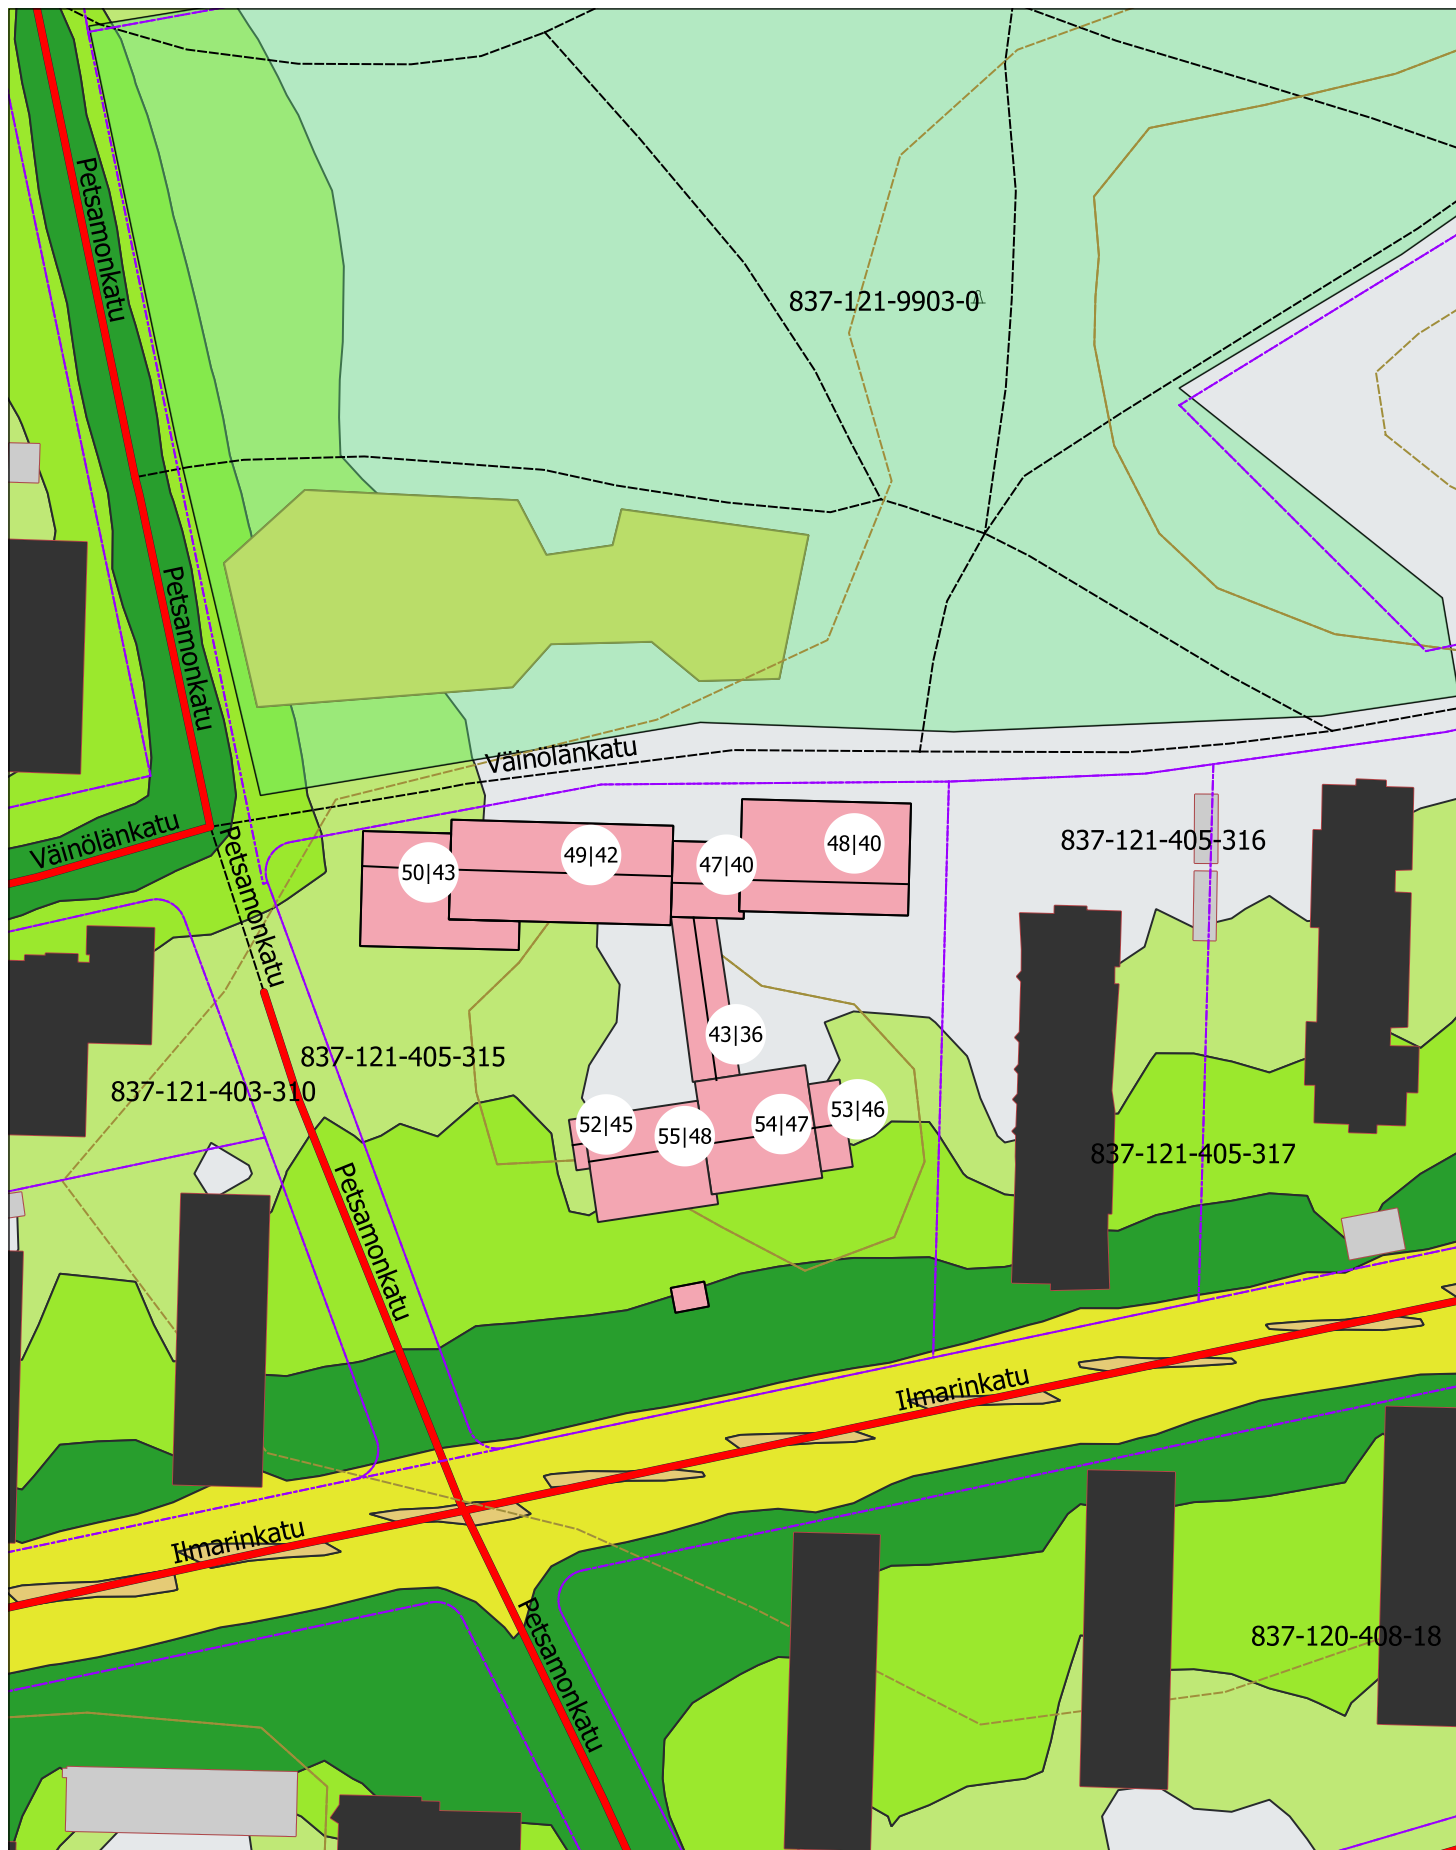 Petsamonkatu
837-121-9903-0
Petsamonkatu
Väinölänkatu
Väinölänkatu
Petsamonkatu
50|43
49|42
47|40
48|40
837-121-405-316
43|36
837-121-405-315
837-121-403-310
52|45
55|48
54|47
53|46
837-121-405-317
Petsamonkatu
Ilmarinkatu
Ilmarinkatu
Petsamonkatu
837-120-408-18